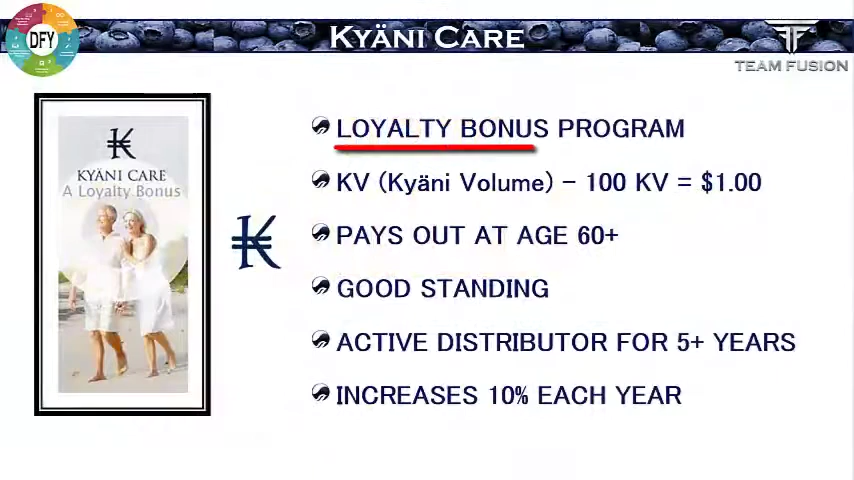 DFY
KYÄNI CARE
TEAM FUSION
KYÄNI CARE
A Loyalty Bonus
LOYALTY BONUS PROGRAM
KV (Kyäni Volume) – 100 KV = $1.00
PAYS OUT AT AGE 60+
GOOD STANDING
ACTIVE DISTRIBUTOR FOR 5+ YEARS
INCREASES 10% EACH YEAR